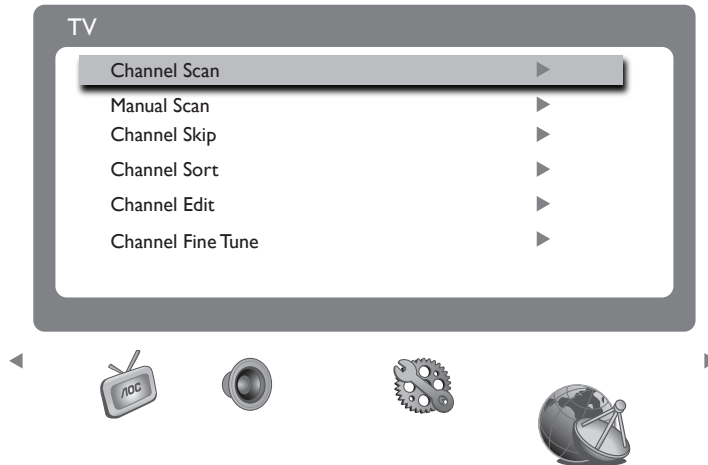 TV
Channel Scan
Manual Scan
Channel Skip
Channel Sort
Channel Edit
Channel Fine Tune
AOC